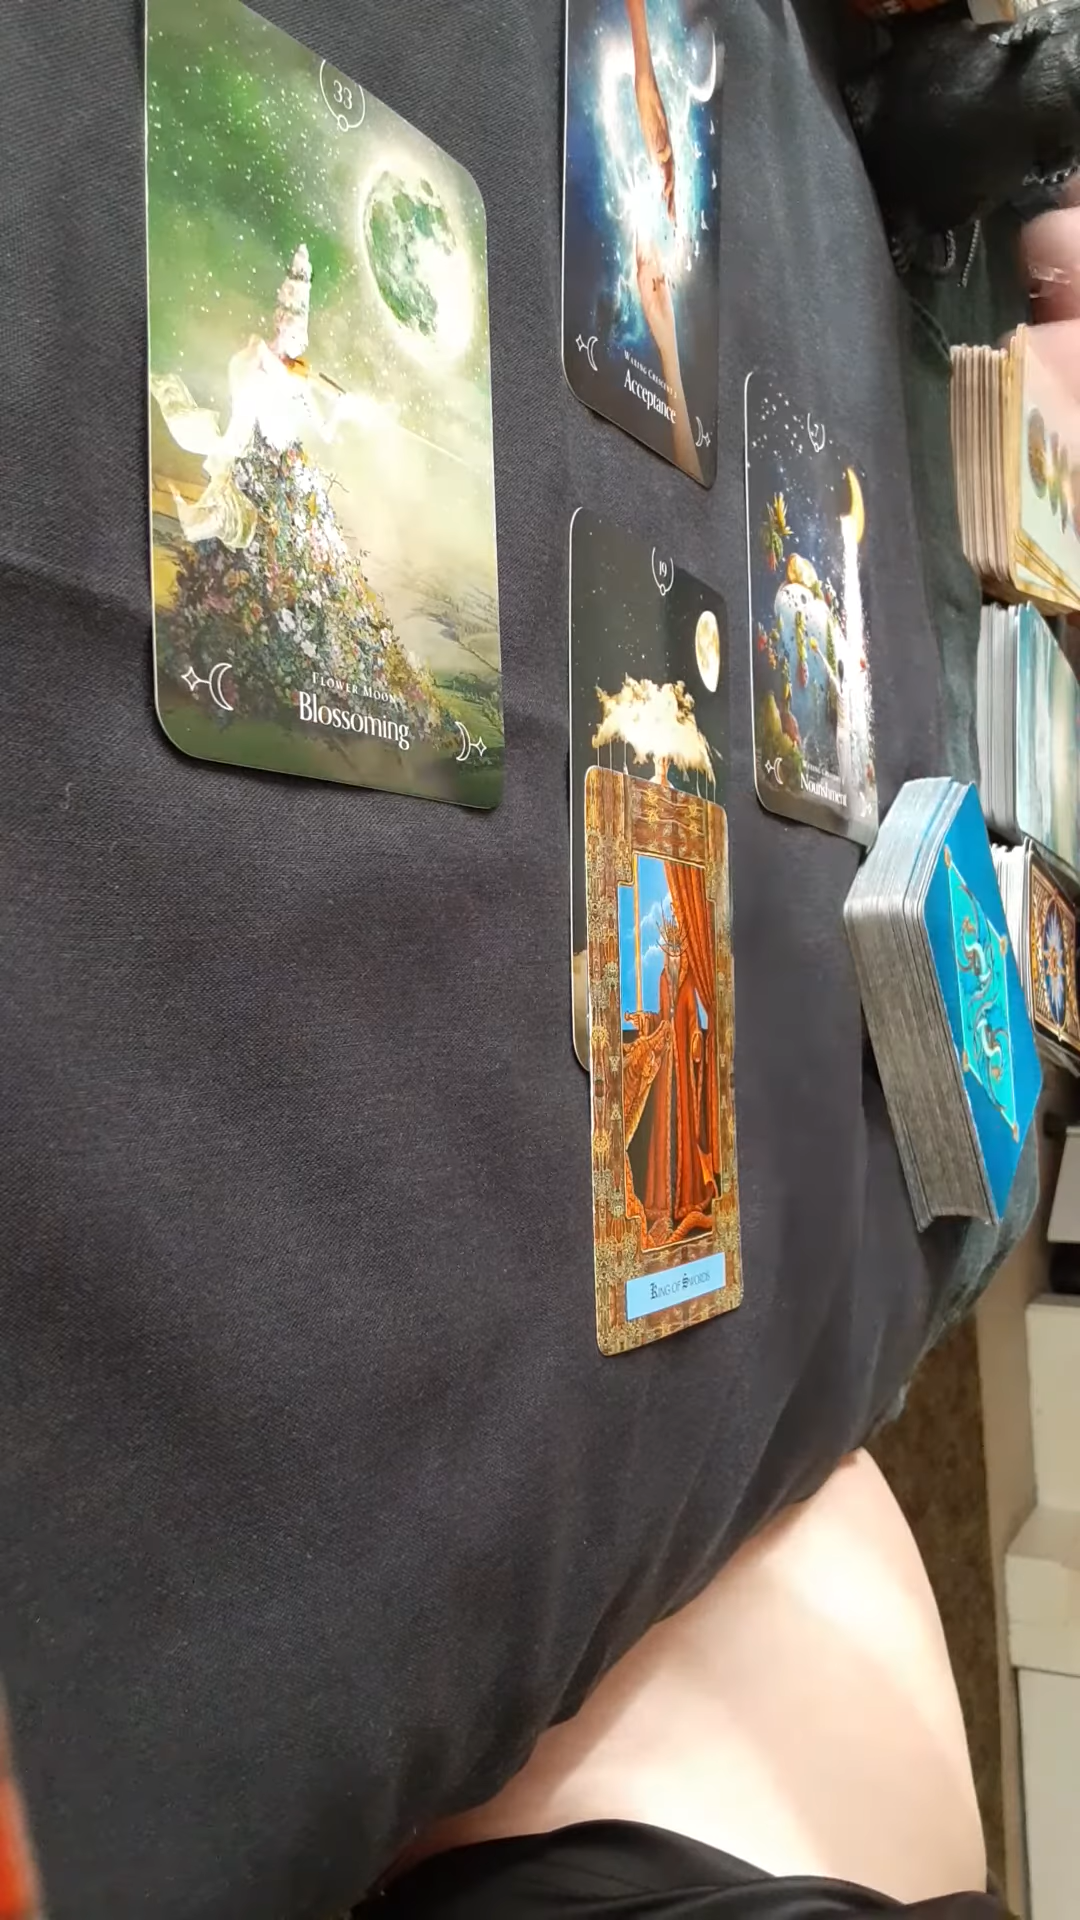 33
FLOWER MOON
Blossoming
WAXING CRESCENT
Acceptance
19
Nourishment
KING OF SWORDS